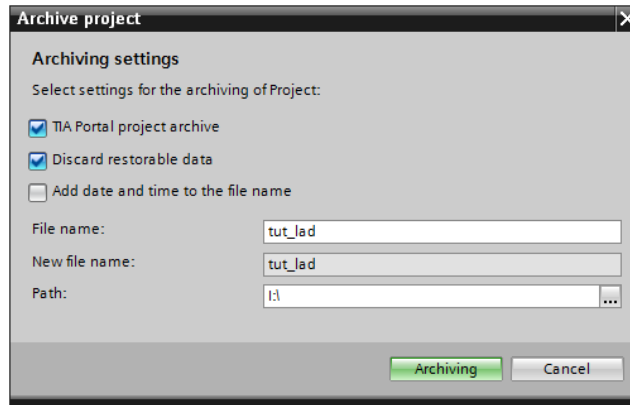 Archive project
Archiving settings
Select settings for the archiving of Project:
TIA Portal project archive
Discard restorable data
Add date and time to the file name
File name: tut_lad
New file name: tut_lad
Path: I:\ ...
Archiving Cancel